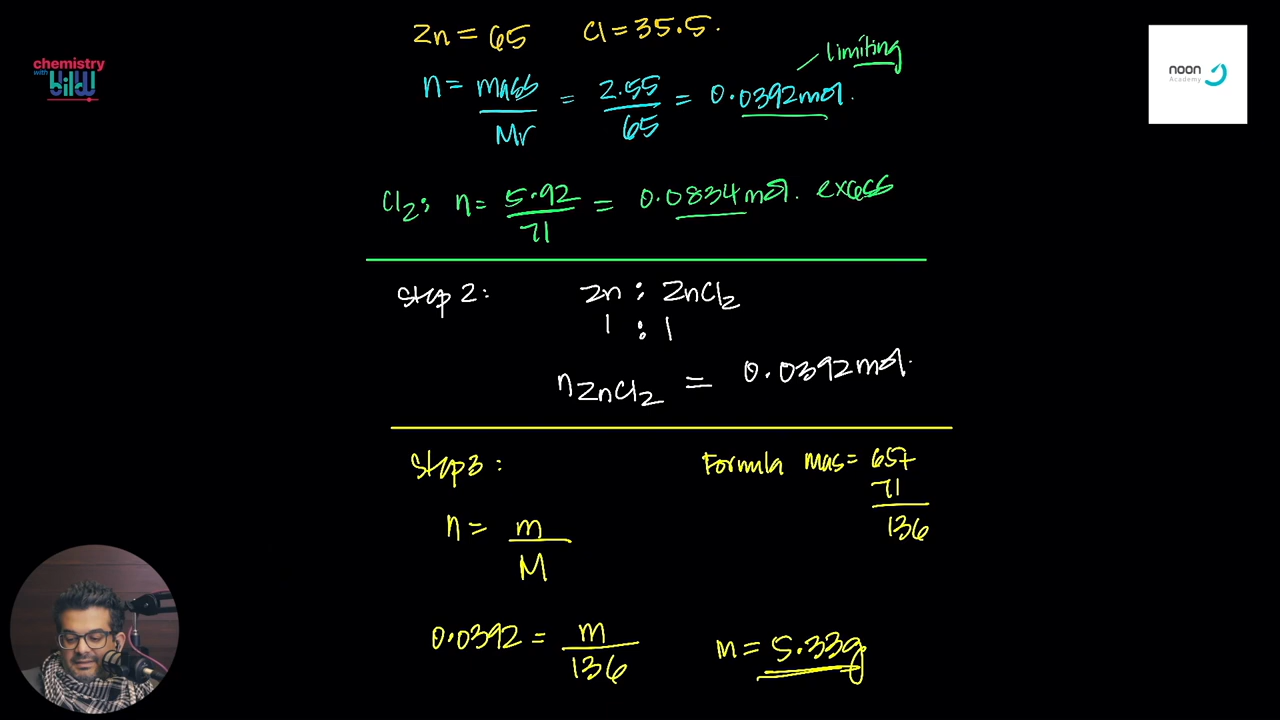 Zn = 65 Cl = 35.5.
limiting
chemistry
with
bilal
noon
Academy
n = mass / Mr = 2.55 / 65 = 0.0392 mol.
Cl2: n = 5.92 / 71 = 0.0834 mol. excess
Step 2: Zn : ZnCl2
1 : 1
nZnCl2 = 0.0392 mol.
Step 3: Formula mas = 65+
71
136
n = m / M
0.0392 = m / 136 m = 5.33g